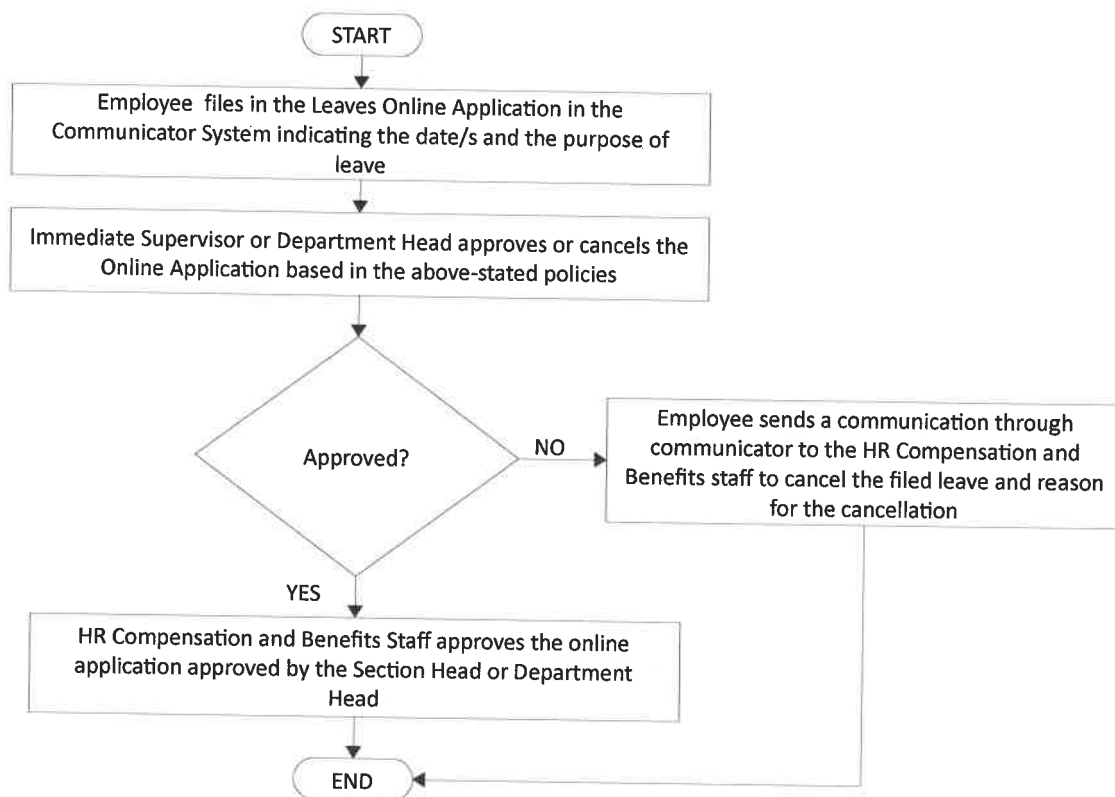 START
Employee files in the Leaves Online Application in the
Communicator System indicating the date/s and the purpose of
leave
Immediate Supervisor or Department Head approves or cancels the
Online Application based in the above-stated policies
Approved?
NO
Employee sends a communication through
communicator to the HR Compensation and
Benefits staff to cancel the filed leave and reason
for the cancellation
YES
HR Compensation and Benefits Staff approves the online
application approved by the Section Head or Department
Head
END